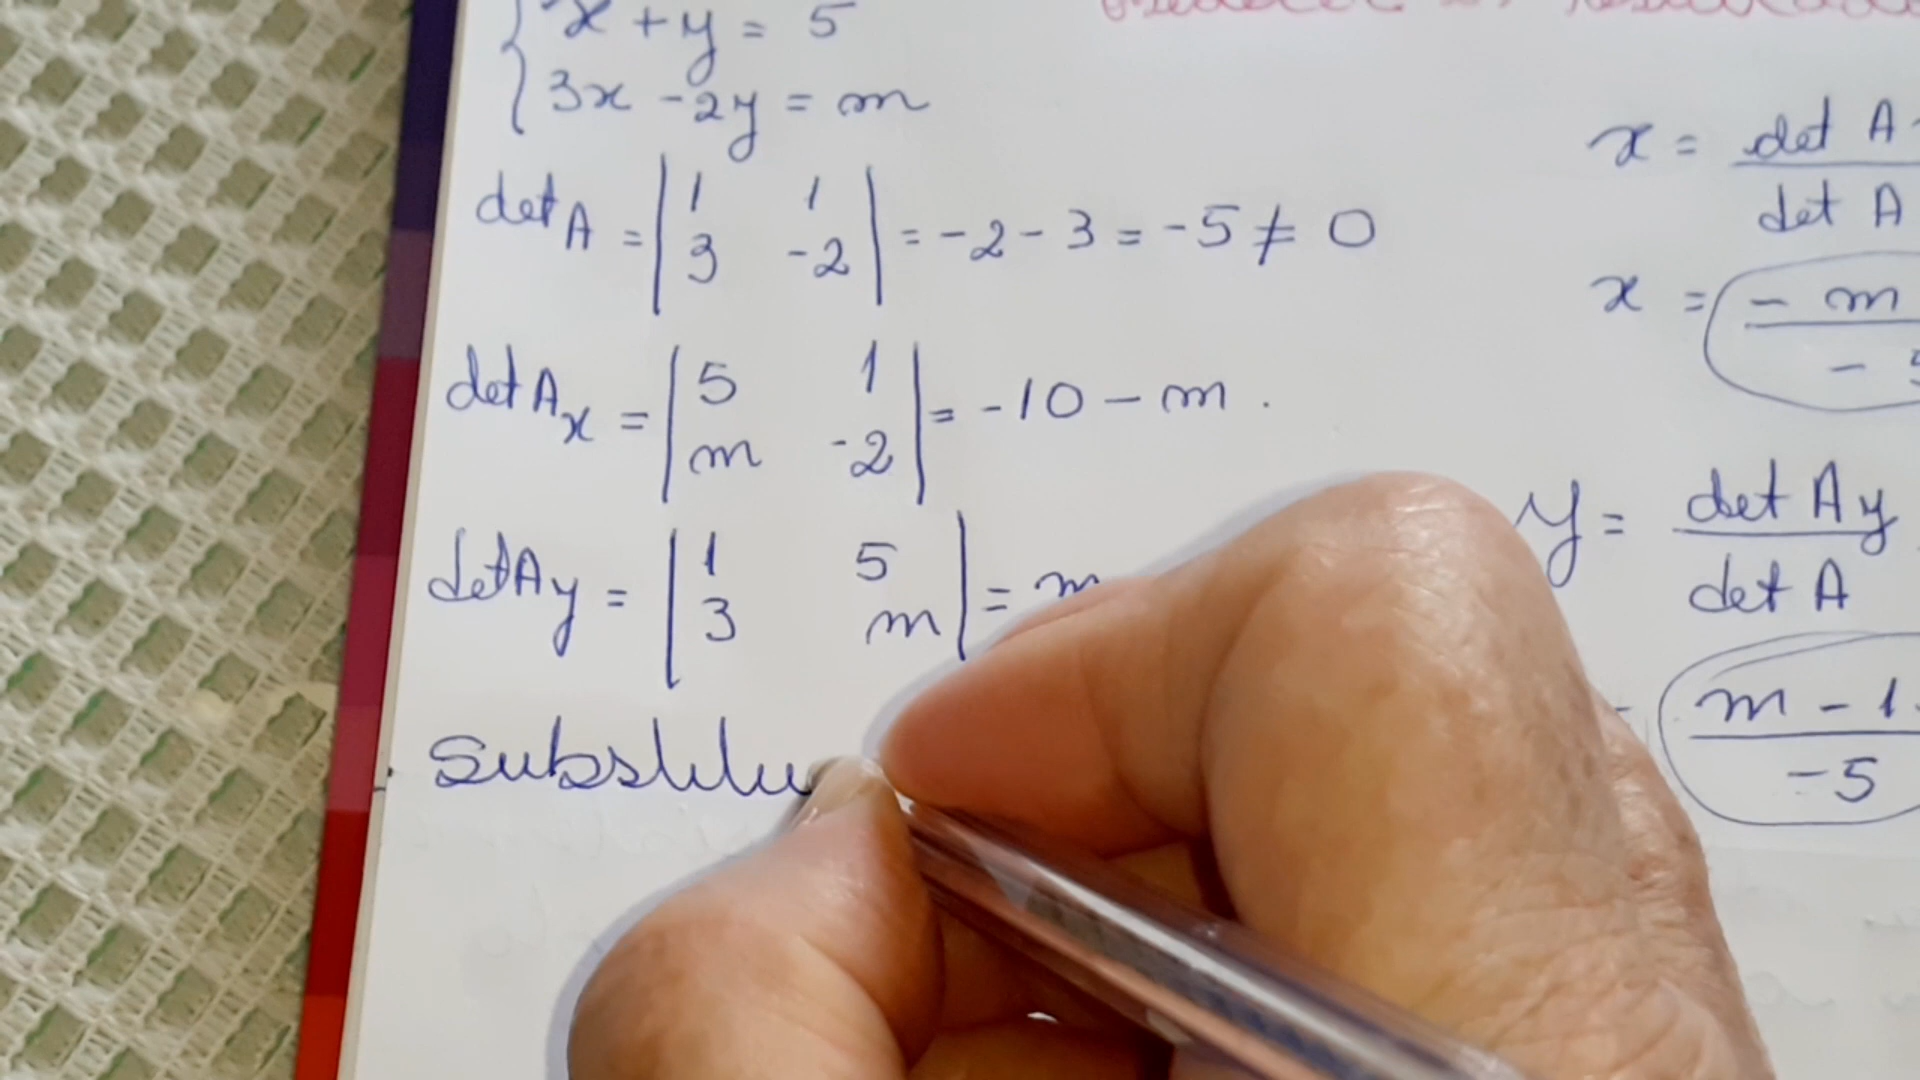 x + y = 5
3x - 2y = m
det A = | 1 1 | = -2 - 3 = -5 ≠ 0
| 3 -2 |
det Ax = | 5 1 | = -10 - m .
| m -2 |
det Ay = | 1 5 | = m
| 3 m |
x = det A
det A
x = - m
-
y = det Ay
det A
m - 1
-5